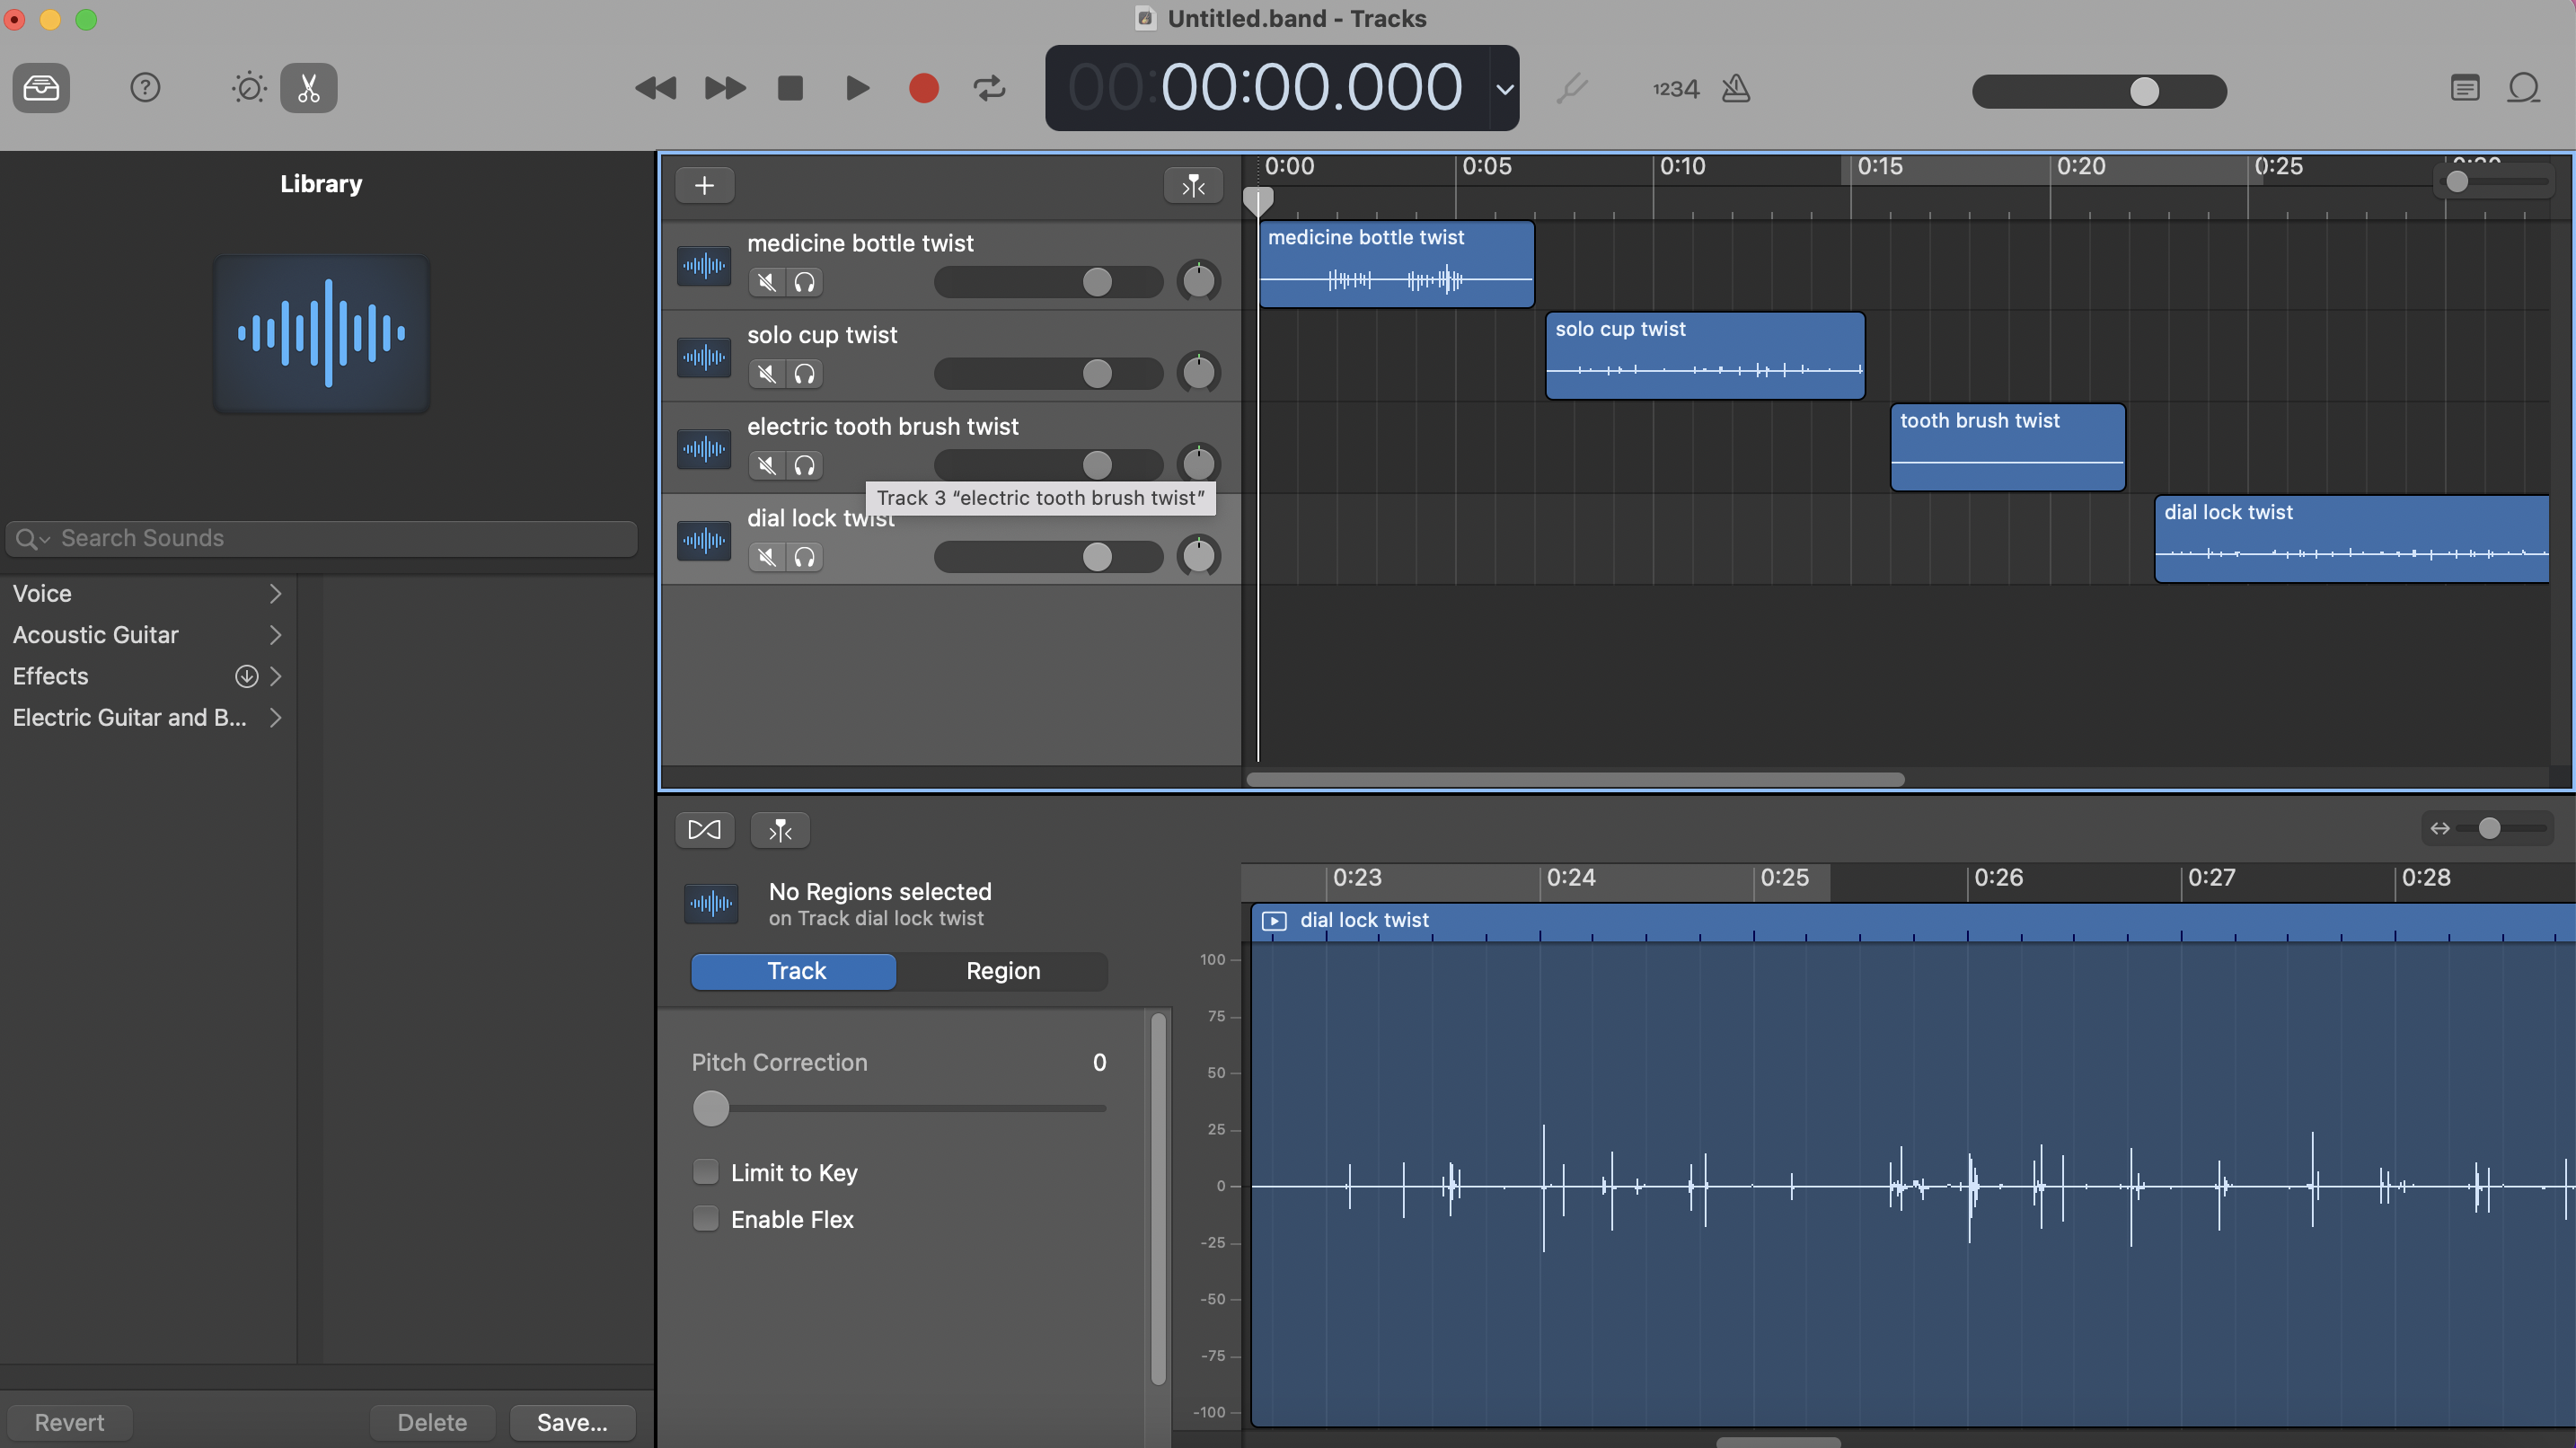 Untitled.band - Tracks
00:00:00.000
1234
Library
Search Sounds
Voice
Acoustic Guitar
Effects
Electric Guitar and B...
Revert
Delete
Save...
0:00
0:05
0:10
0:15
0:20
0:25
medicine bottle twist
solo cup twist
electric tooth brush twist
Track 3 “electric tooth brush twist”
dial lock twist
medicine bottle twist
solo cup twist
tooth brush twist
dial lock twist
No Regions selected
on Track dial lock twist
Track
Region
Pitch Correction
0
Limit to Key
Enable Flex
0:23
0:24
0:25
0:26
0:27
0:28
dial lock twist
100
75
50
25
0
-25
-50
-75
-100